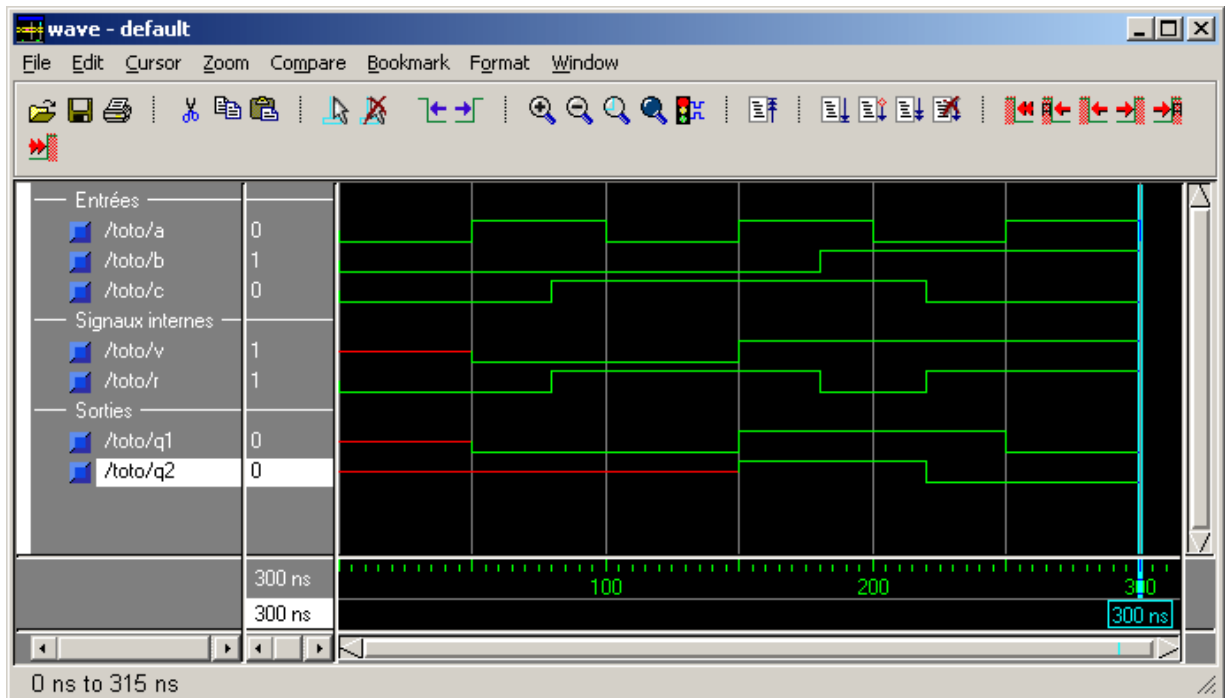 wave - default
File Edit Cursor Zoom Compare Bookmark Format Window
Entrées
/toto/a 0
/toto/b 1
/toto/c 0
Signaux internes
/toto/v 1
/toto/r 1
Sorties
/toto/q1 0
/toto/q2 0
300 ns 100 200 300
300 ns 300 ns
0 ns to 315 ns